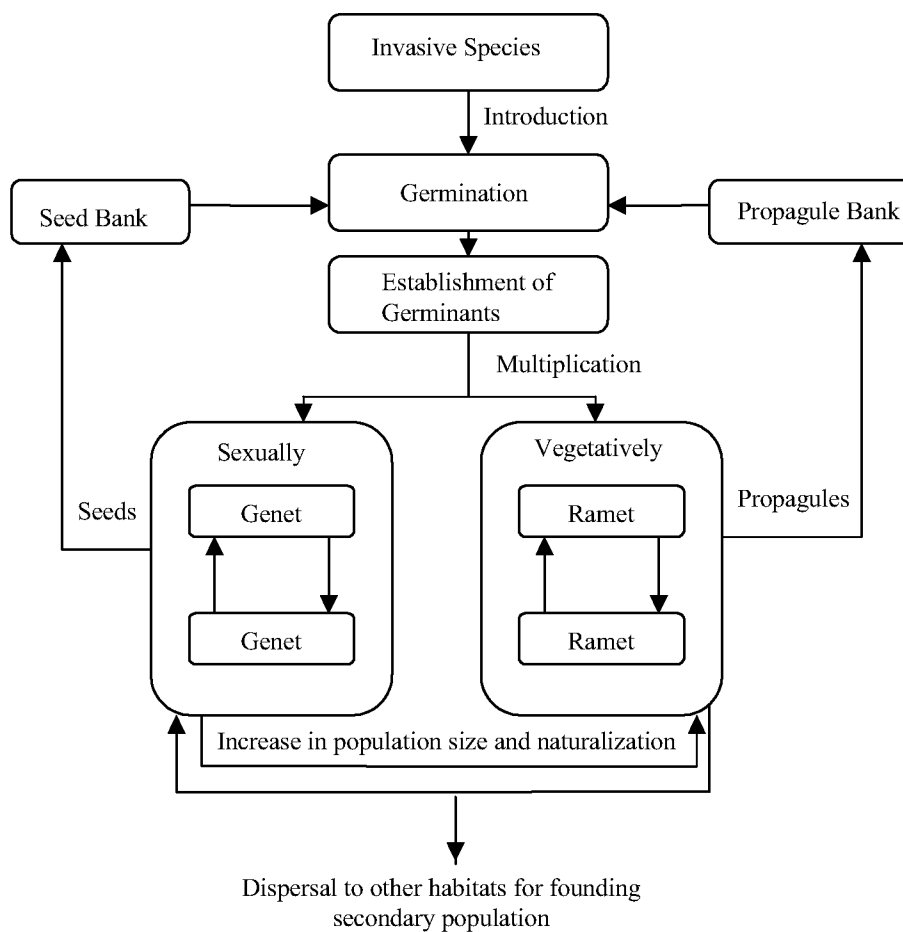 Invasive Species
Introduction
Germination
Seed Bank
Propagule Bank
Establishment of
Germinants
Multiplication
Sexually
Vegetatively
Seeds
Genet
Ramet
Propagules
Genet
Ramet
Increase in population size and naturalization
Dispersal to other habitats for founding
secondary population